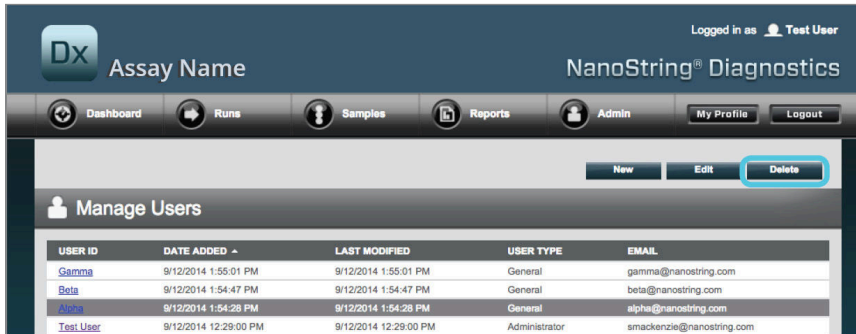 Logged in as Test User
Dx Assay Name NanoString® Diagnostics
Dashboard Runs Samples Reports Admin My Profile Logout
New Edit Delete
Manage Users
USER ID DATE ADDED LAST MODIFIED USER TYPE EMAIL
Gamma 9/12/2014 1:55:01 PM 9/12/2014 1:55:01 PM General gamma@nanostring.com
Beta 9/12/2014 1:54:47 PM 9/12/2014 1:54:47 PM General beta@nanostring.com
Alpha 9/12/2014 1:54:28 PM 9/12/2014 1:54:28 PM General alpha@nanostring.com
Test User 9/12/2014 12:29:00 PM 9/12/2014 12:29:00 PM Administrator smackenzie@nanostring.com